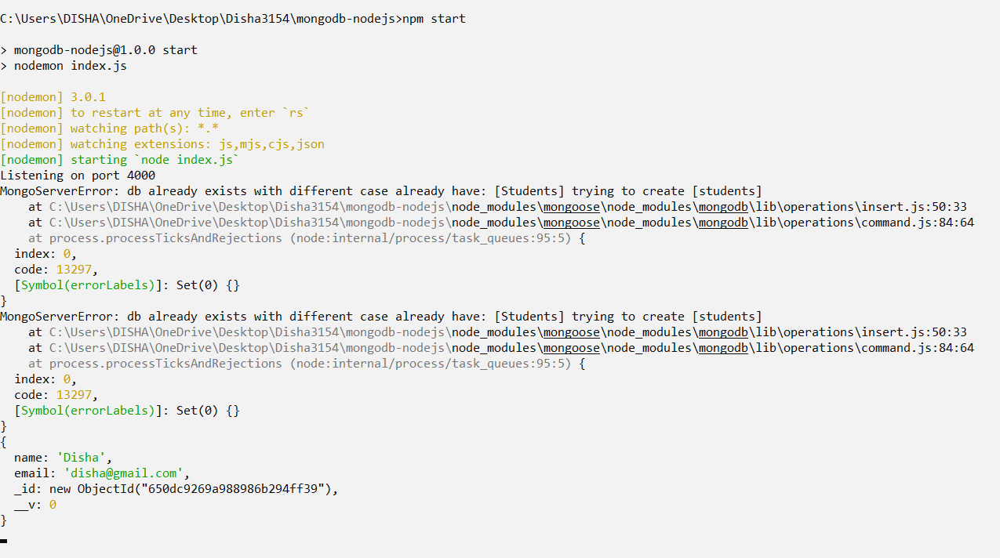 C:\Users\DISHA\OneDrive\Desktop\Disha3154\mongodb-nodejs>npm start
> mongodb-nodejs@1.0.0 start
> nodemon index.js
[nodemon] 3.0.1
[nodemon] to restart at any time, enter `rs`
[nodemon] watching path(s): *.*
[nodemon] watching extensions: js,mjs,cjs,json
[nodemon] starting `node index.js`
Listening on port 4000
MongoServerError: db already exists with different case already have: [Students] trying to create [students]
    at C:\Users\DISHA\OneDrive\Desktop\Disha3154\mongodb-nodejs\node_modules\mongoose\node_modules\mongodb\lib\operations\insert.js:50:33
    at C:\Users\DISHA\OneDrive\Desktop\Disha3154\mongodb-nodejs\node_modules\mongoose\node_modules\mongodb\lib\operations\command.js:84:64
    at process.processTicksAndRejections (node:internal/process/task_queues:95:5) {
  index: 0,
  code: 13297,
  [Symbol(errorLabels)]: Set(0) {}
}
MongoServerError: db already exists with different case already have: [Students] trying to create [students]
    at C:\Users\DISHA\OneDrive\Desktop\Disha3154\mongodb-nodejs\node_modules\mongoose\node_modules\mongodb\lib\operations\insert.js:50:33
    at C:\Users\DISHA\OneDrive\Desktop\Disha3154\mongodb-nodejs\node_modules\mongoose\node_modules\mongodb\lib\operations\command.js:84:64
    at process.processTicksAndRejections (node:internal/process/task_queues:95:5) {
  index: 0,
  code: 13297,
  [Symbol(errorLabels)]: Set(0) {}
}
{
  name: 'Disha',
  email: 'disha@gmail.com',
  _id: new ObjectId("650dc9269a988986b294ff39"),
  __v: 0
}